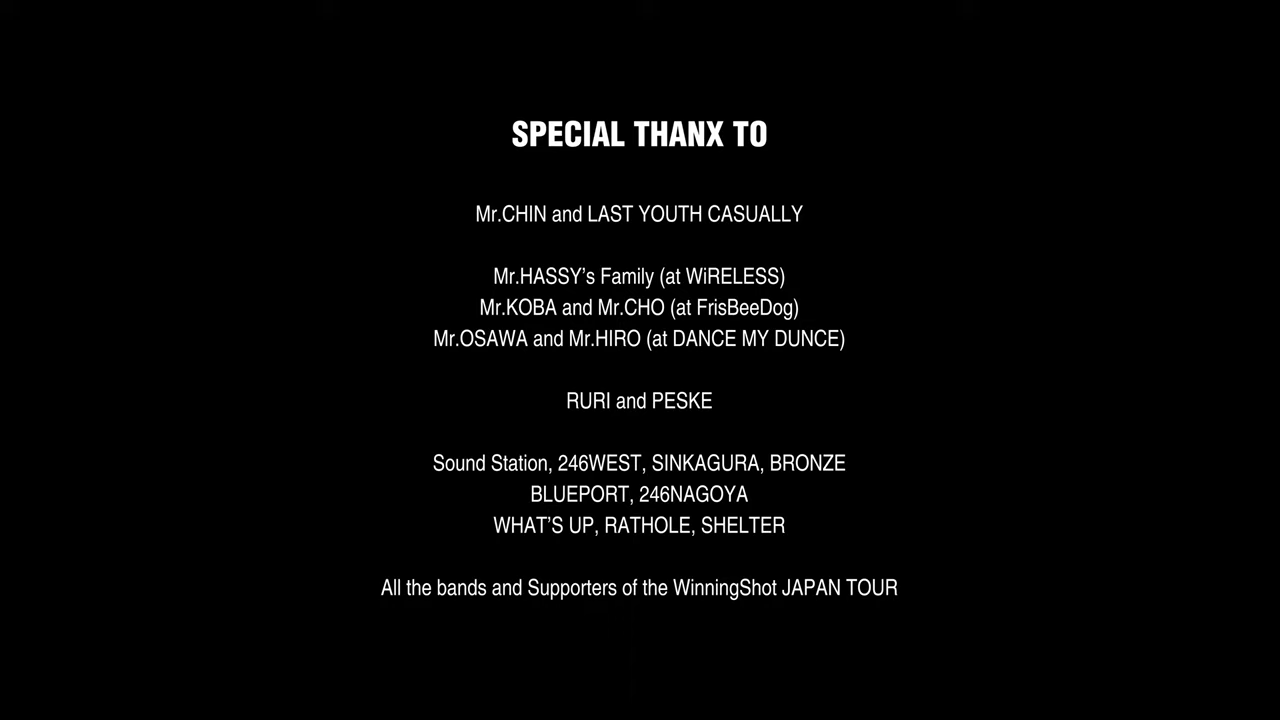 SPECIAL THANX TO
Mr.CHIN and LAST YOUTH CASUALLY
Mr.HASSY’s Family (at WiRELESS)
Mr.KOBA and Mr.CHO (at FrisBeeDog)
Mr.OSAWA and Mr.HIRO (at DANCE MY DUNCE)
RURI and PESKE
Sound Station, 246WEST, SINKAGURA, BRONZE
BLUEPORT, 246NAGOYA
WHAT’S UP, RATHOLE, SHELTER
All the bands and Supporters of the WinningShot JAPAN TOUR